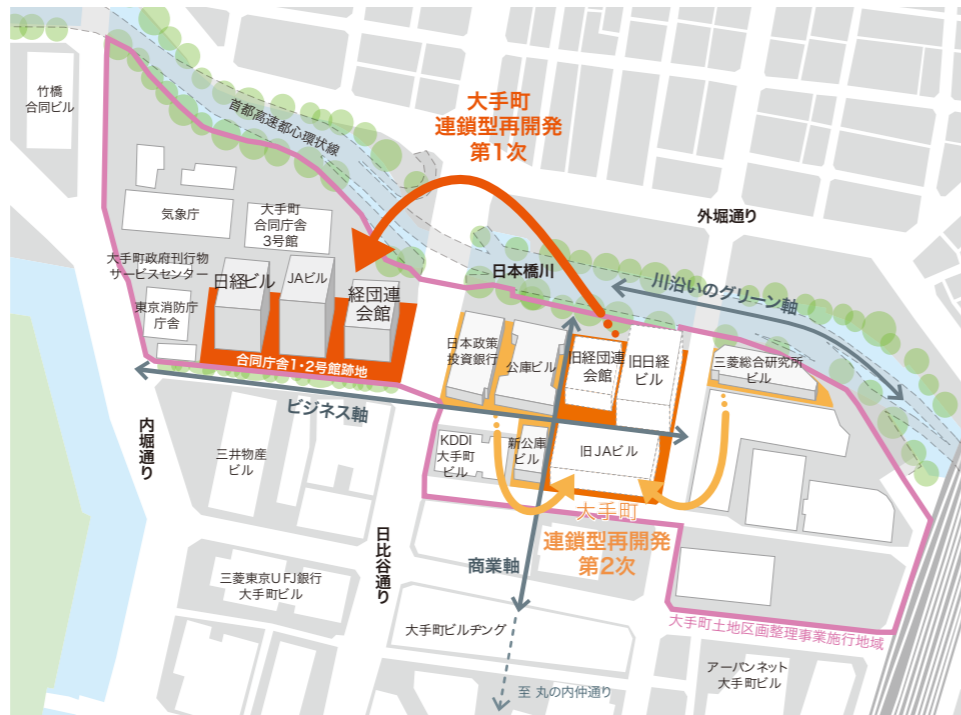 竹橋
合同ビル
首都高速都心環状線
大手町
連鎖型再開発
第1次
外堀通り
気象庁
大手町
合同庁舎
3号館
日本橋川
川沿いのグリーン軸
大手町政府刊行物
サービスセンター
日経ビル
JAビル
経団連
会館
東京消防庁
庁舎
合同庁舎1・2号館跡地
日本政策
投資銀行
公庫ビル
旧経団連
会館
旧日経
ビル
三菱総合研究所
ビル
ビジネス軸
内堀通り
三井物産
ビル
KDDI
大手町
ビル
新公庫
ビル
旧JAビル
大手町
連鎖型再開発
第2次
日比谷通り
商業軸
三菱東京UFJ銀行
大手町ビル
大手町ビルヂング
大手町土地区画整理事業施行地域
アーバンネット
大手町ビル
至 丸の内仲通り